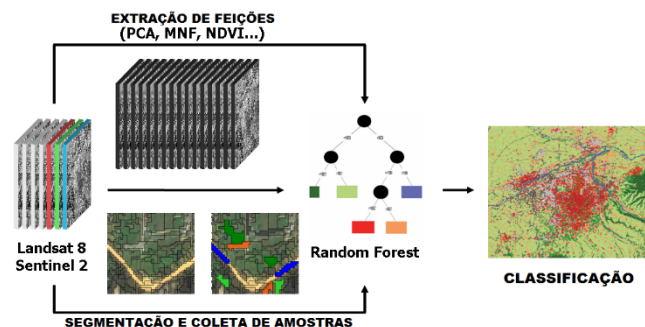 EXTRAÇÃO DE FEIÇÕES
(PCA, MNF, NDVI...)
Landsat 8
Sentinel 2
Random Forest
CLASSIFICAÇÃO
SEGMENTAÇÃO E COLETA DE AMOSTRAS